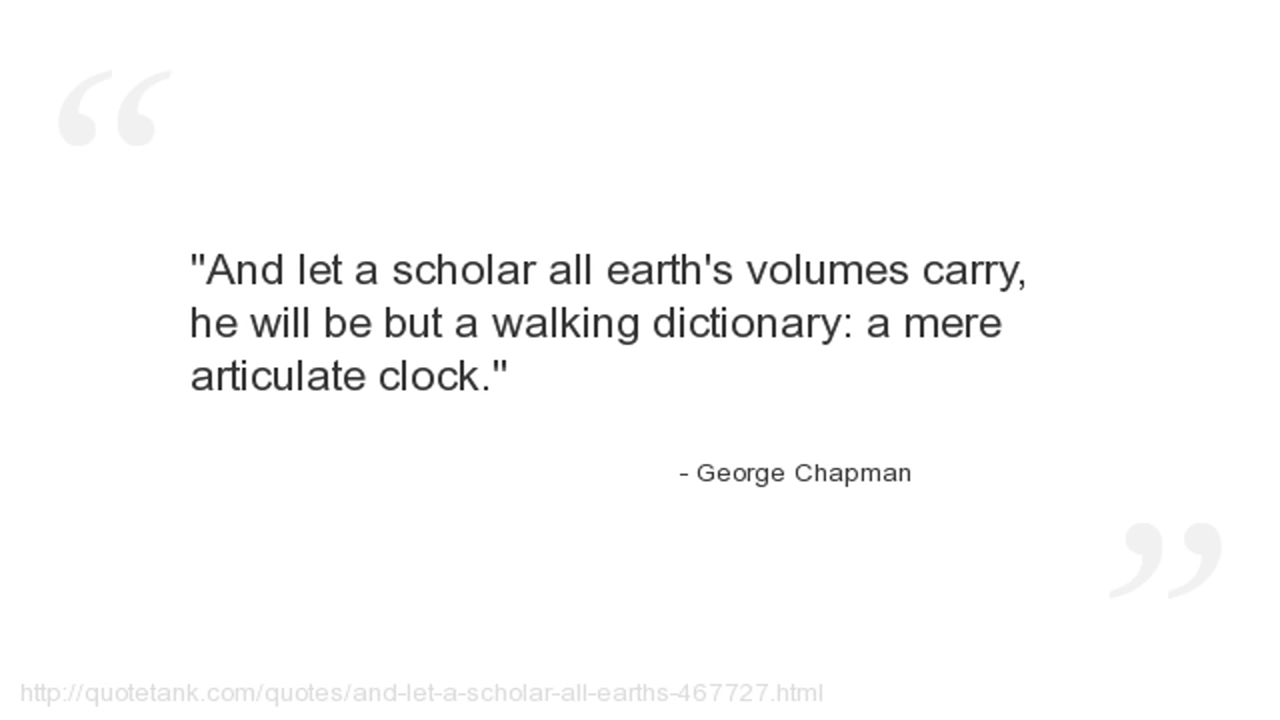 "And let a scholar all earth's volumes carry,
he will be but a walking dictionary: a mere
articulate clock."
- George Chapman
http://quotetank.com/quotes/and-let-a-scholar-all-earths-467727.html